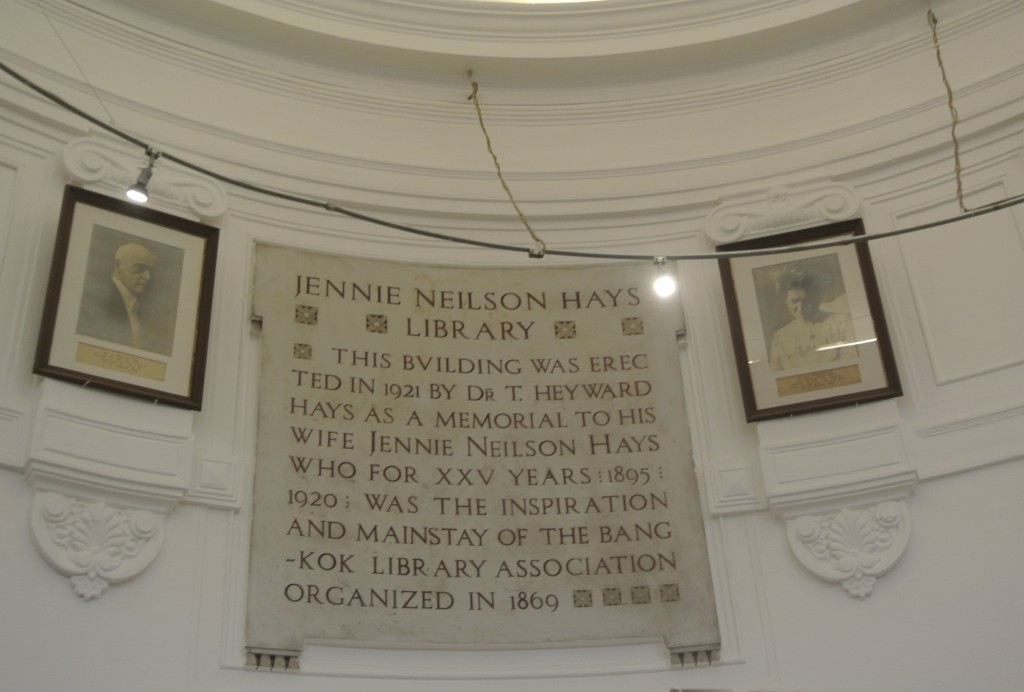 JENNIE NEILSON HAYS
LIBRARY
THIS BVILDING WAS EREC
TED IN 1921 BY DR T. HEYWARD
HAYS AS A MEMORIAL TO HIS
WIFE JENNIE NEILSON HAYS
WHO FOR XXV YEARS : 1895 :
1920 : WAS THE INSPIRATION
AND MAINSTAY OF THE BANG
-KOK LIBRARY ASSOCIATION
ORGANIZED IN 1869